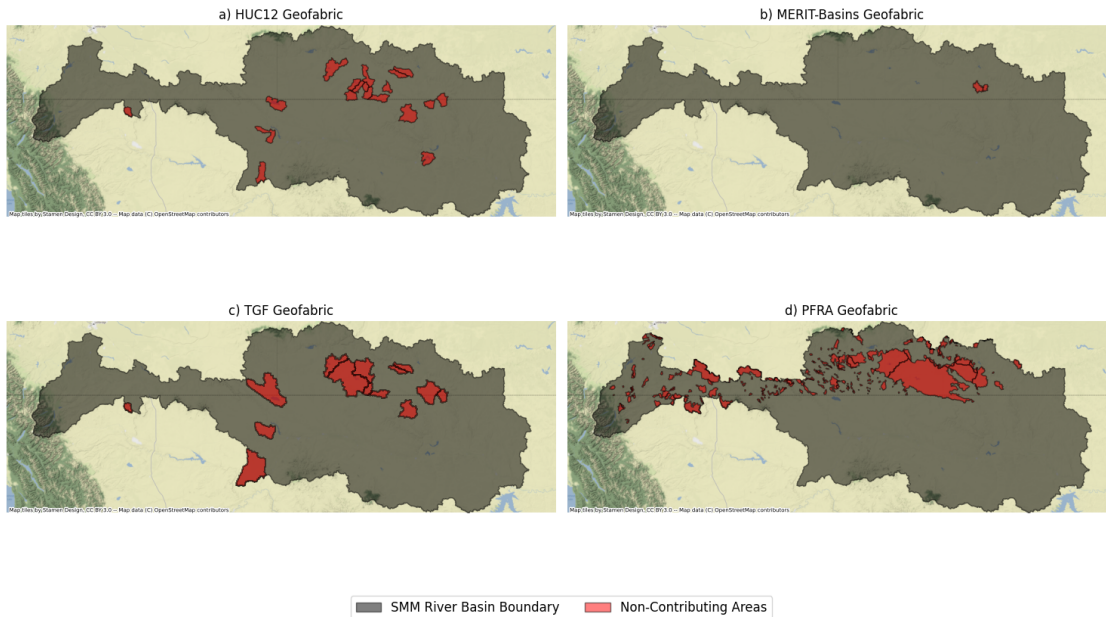 a) HUC12 Geofabric
b) MERIT-Basins Geofabric
Map tiles by Stamen Design, CC BY 3.0 -- Map data (C) OpenStreetMap contributors
Map tiles by Stamen Design, CC BY 3.0 -- Map data (C) OpenStreetMap contributors
c) TGF Geofabric
d) PFRA Geofabric
Map tiles by Stamen Design, CC BY 3.0 -- Map data (C) OpenStreetMap contributors
Map tiles by Stamen Design, CC BY 3.0 -- Map data (C) OpenStreetMap contributors
SMM River Basin Boundary
Non-Contributing Areas